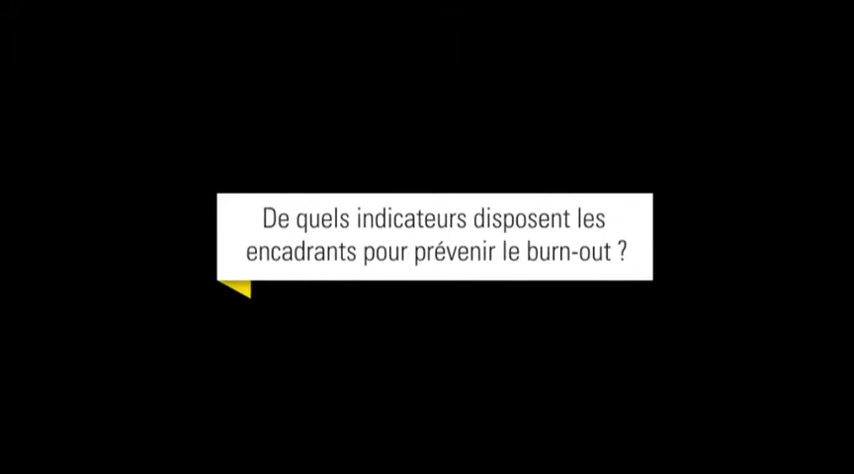 De quels indicateurs disposent les
encadrants pour prévenir le burn-out ?